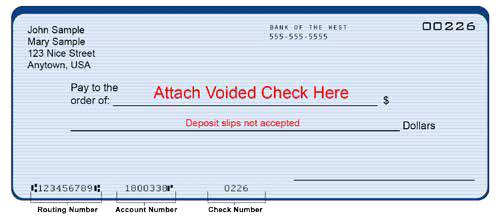 John Sample
Mary Sample
123 Nice Street
Anytown, USA
BANK OF THE WEST
555-555-5555
00226
Pay to the
order of:
Attach Voided Check Here
$
Deposit slips not accepted
Dollars
⑆123456789⑆ 1800338⑈ 0226
Routing Number Account Number Check Number